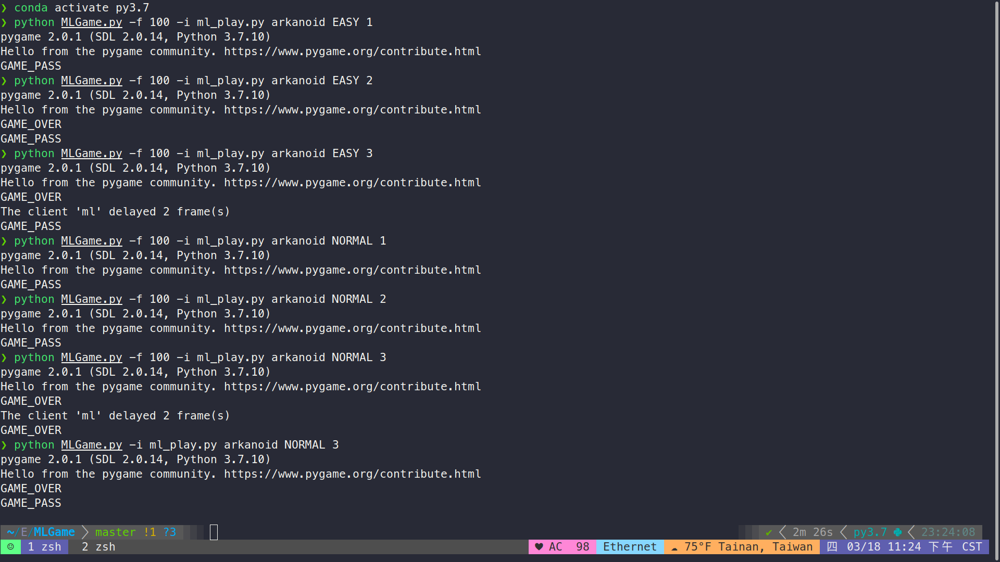 ❯ conda activate py3.7
❯ python MLGame.py -f 100 -i ml_play.py arkanoid EASY 1
pygame 2.0.1 (SDL 2.0.14, Python 3.7.10)
Hello from the pygame community. https://www.pygame.org/contribute.html
GAME_PASS
❯ python MLGame.py -f 100 -i ml_play.py arkanoid EASY 2
pygame 2.0.1 (SDL 2.0.14, Python 3.7.10)
Hello from the pygame community. https://www.pygame.org/contribute.html
GAME_OVER
GAME_PASS
❯ python MLGame.py -f 100 -i ml_play.py arkanoid EASY 3
pygame 2.0.1 (SDL 2.0.14, Python 3.7.10)
Hello from the pygame community. https://www.pygame.org/contribute.html
GAME_OVER
The client 'ml' delayed 2 frame(s)
GAME_PASS
❯ python MLGame.py -f 100 -i ml_play.py arkanoid NORMAL 1
pygame 2.0.1 (SDL 2.0.14, Python 3.7.10)
Hello from the pygame community. https://www.pygame.org/contribute.html
GAME_PASS
❯ python MLGame.py -f 100 -i ml_play.py arkanoid NORMAL 2
pygame 2.0.1 (SDL 2.0.14, Python 3.7.10)
Hello from the pygame community. https://www.pygame.org/contribute.html
GAME_PASS
❯ python MLGame.py -f 100 -i ml_play.py arkanoid NORMAL 3
pygame 2.0.1 (SDL 2.0.14, Python 3.7.10)
Hello from the pygame community. https://www.pygame.org/contribute.html
GAME_OVER
The client 'ml' delayed 2 frame(s)
GAME_OVER
❯ python MLGame.py -i ml_play.py arkanoid NORMAL 3
pygame 2.0.1 (SDL 2.0.14, Python 3.7.10)
Hello from the pygame community. https://www.pygame.org/contribute.html
GAME_OVER
GAME_PASS
~/E/MLGame master !1 ?3 ✔ 2m 26s py3.7 23:24:08
☺ 1 zsh 2 zsh ♥ AC 98 Ethernet ☁ 75°F Tainan, Taiwan 四 03/18 11:24 下午 CST